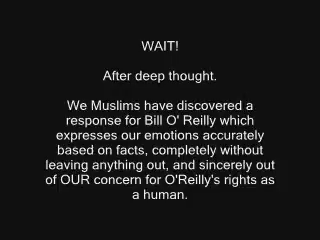 WAIT!
After deep thought.
We Muslims have discovered a
response for Bill O' Reilly which
expresses our emotions accurately
based on facts, completely without
leaving anything out, and sincerely out
of OUR concern for O'Reilly's rights as
a human.